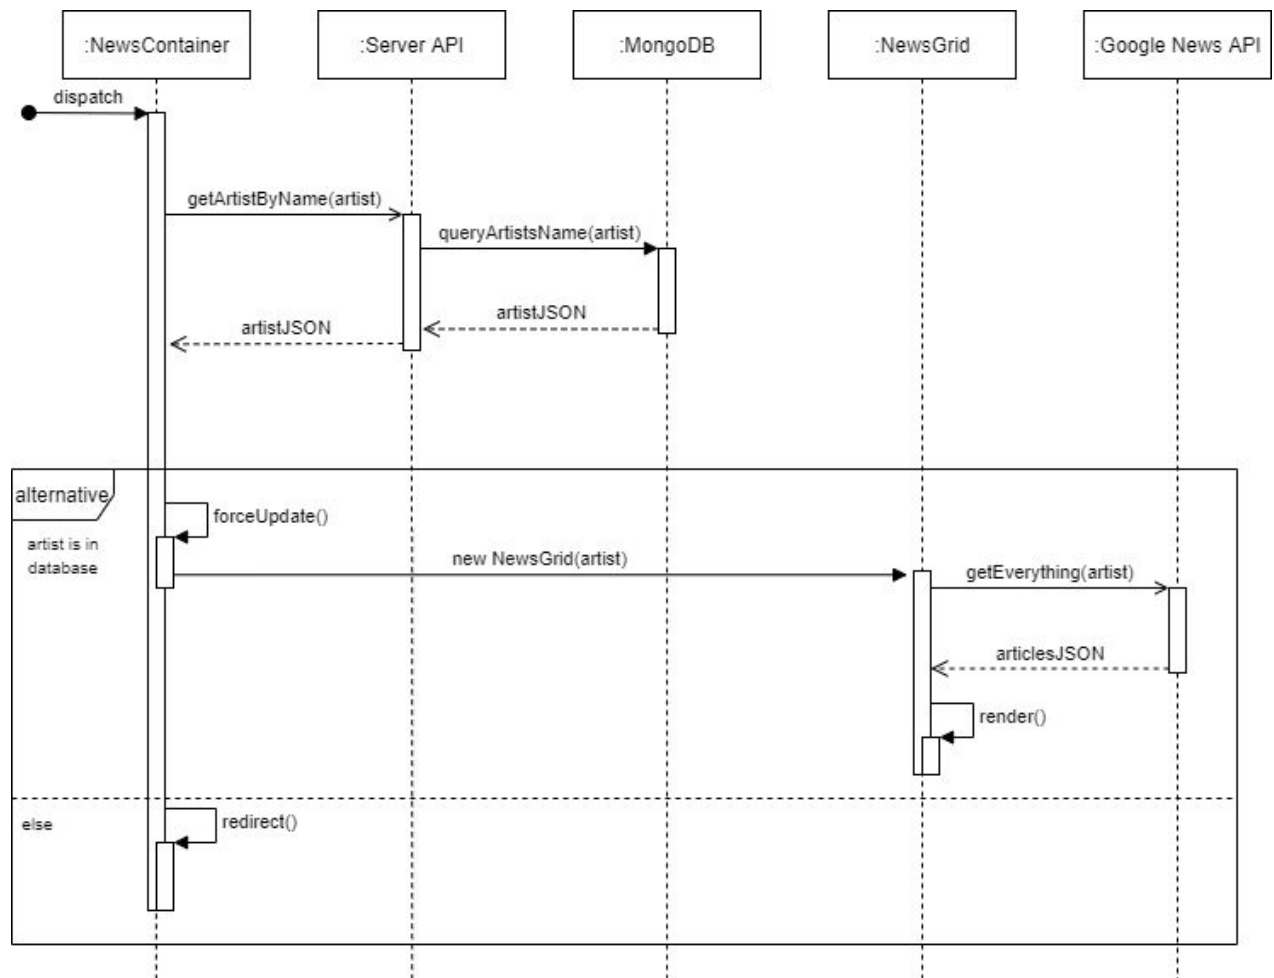 :NewsContainer
:Server API
:MongoDB
:NewsGrid
:Google News API
dispatch
getArtistByName(artist)
queryArtistsName(artist)
artistJSON
artistJSON
alternative
forceUpdate()
artist is in
database
new NewsGrid(artist)
getEverything(artist)
articlesJSON
render()
else
redirect()